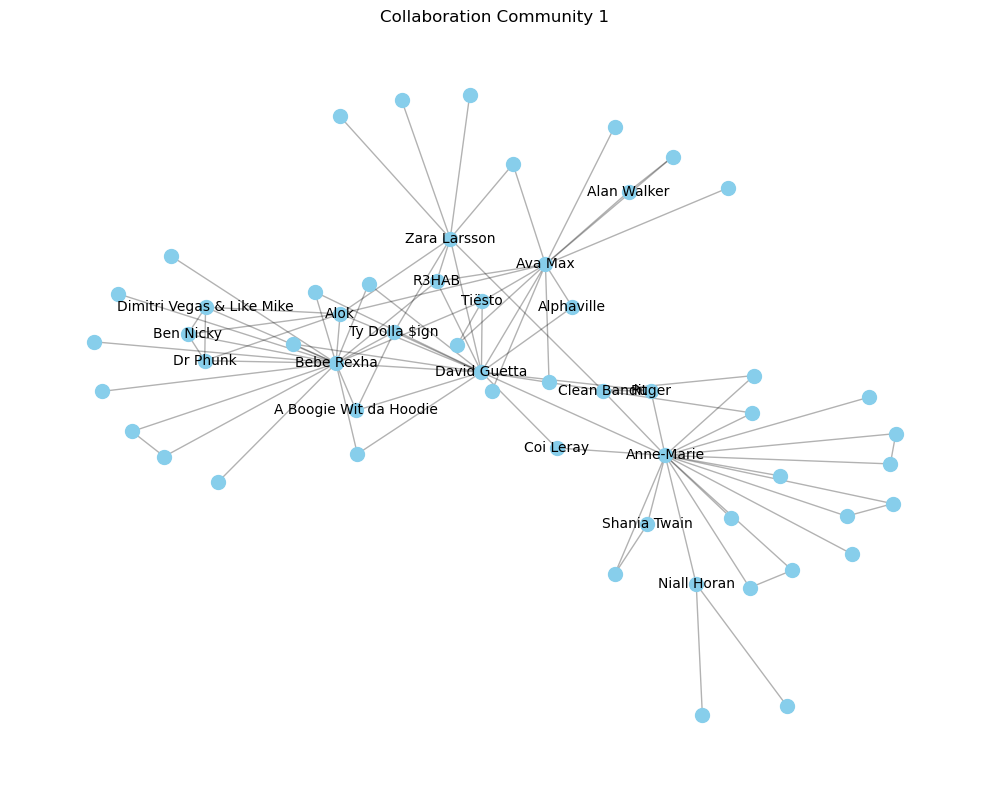 Collaboration Community 1
Alan Walker
Zara Larsson
Ava Max
R3HAB
Tiësto
Dimitri Vegas & Like Mike
Alok
Alphaville
Ben Nicky
Ty Dolla $ign
Dr Phunk
Bebe Rexha
David Guetta
Clean Bandit
Ruger
A Boogie Wit da Hoodie
Coi Leray
Anne-Marie
Shania Twain
Niall Horan